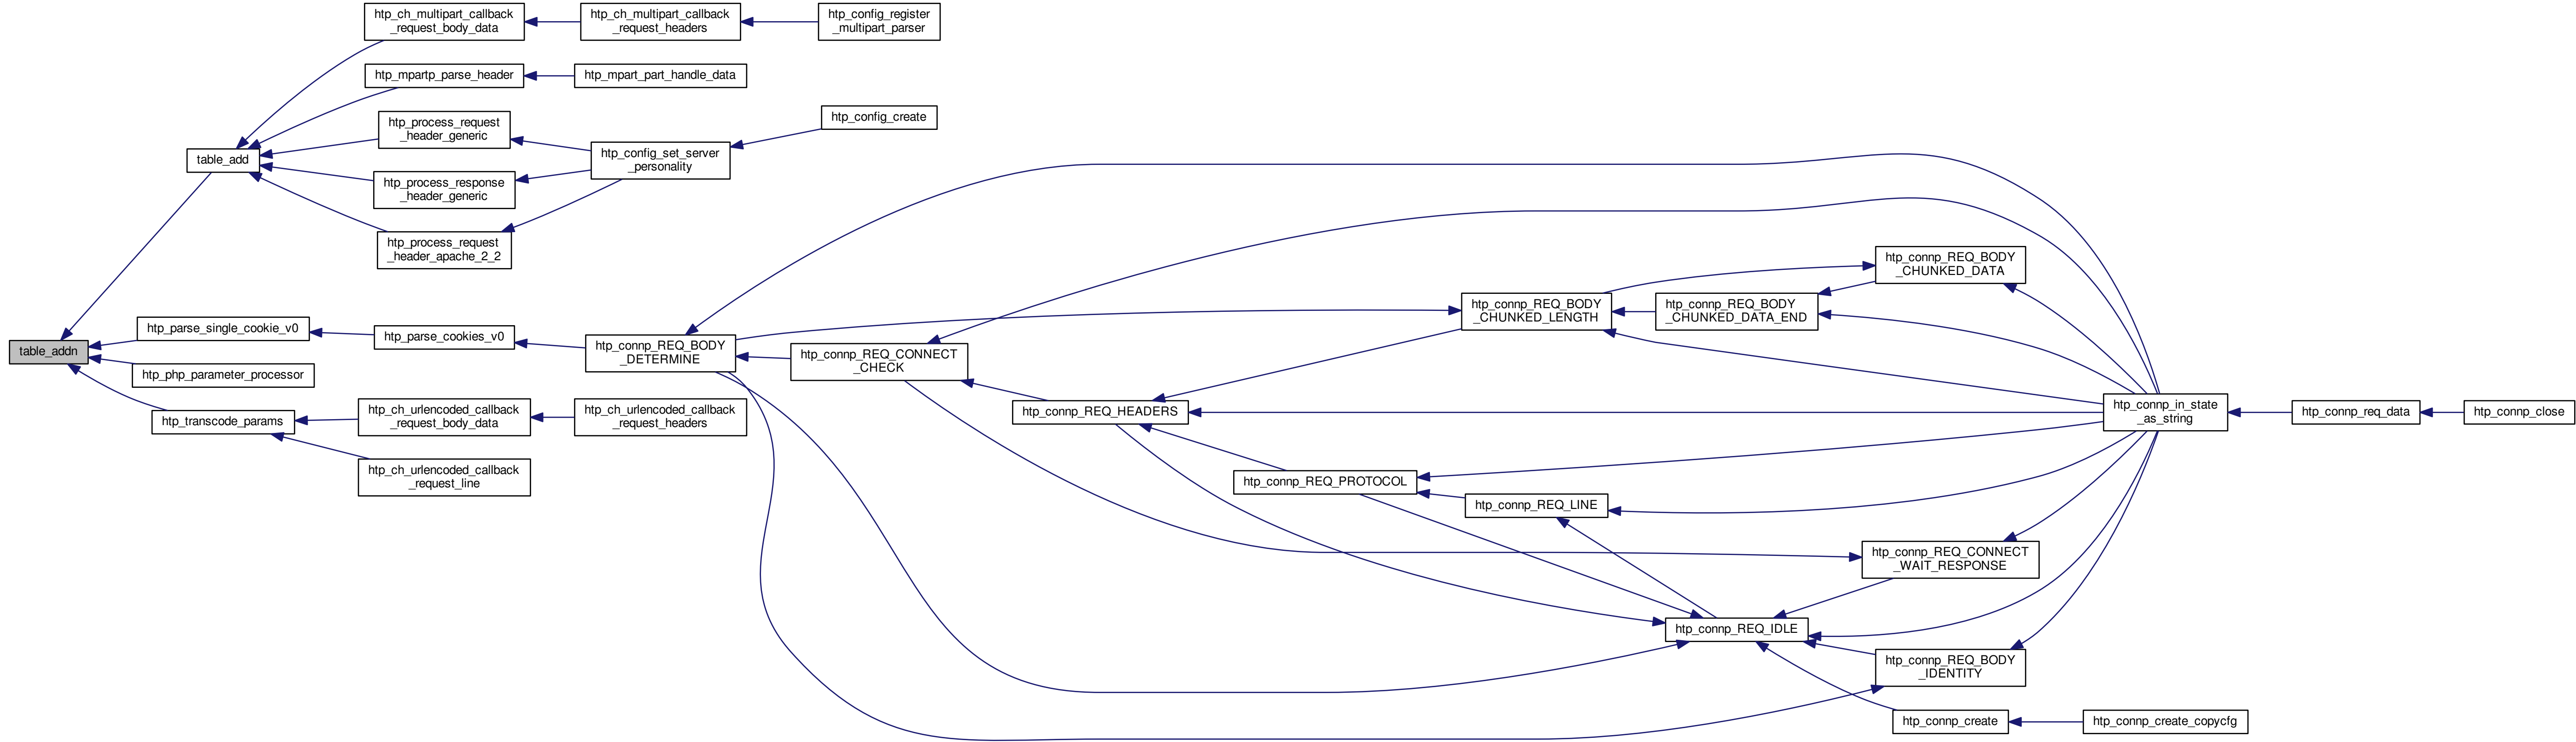 htp_ch_multipart_callback
_request_body_data
htp_ch_multipart_callback
_request_headers
htp_config_register
_multipart_parser
htp_mpartp_parse_header
htp_mpart_part_handle_data
htp_process_request
_header_generic
htp_config_create
table_add
htp_config_set_server
_personality
htp_process_response
_header_generic
htp_process_request
_header_apache_2_2
htp_connp_REQ_BODY
_CHUNKED_DATA
htp_connp_REQ_BODY
_CHUNKED_LENGTH
htp_connp_REQ_BODY
_CHUNKED_DATA_END
htp_parse_single_cookie_v0
htp_parse_cookies_v0
table_addn
htp_connp_REQ_BODY
_DETERMINE
htp_connp_REQ_CONNECT
_CHECK
htp_php_parameter_processor
htp_transcode_params
htp_ch_urlencoded_callback
_request_body_data
htp_ch_urlencoded_callback
_request_headers
htp_connp_REQ_HEADERS
htp_connp_in_state
_as_string
htp_connp_req_data
htp_connp_close
htp_ch_urlencoded_callback
_request_line
htp_connp_REQ_PROTOCOL
htp_connp_REQ_LINE
htp_connp_REQ_CONNECT
_WAIT_RESPONSE
htp_connp_REQ_IDLE
htp_connp_REQ_BODY
_IDENTITY
htp_connp_create
htp_connp_create_copycfg